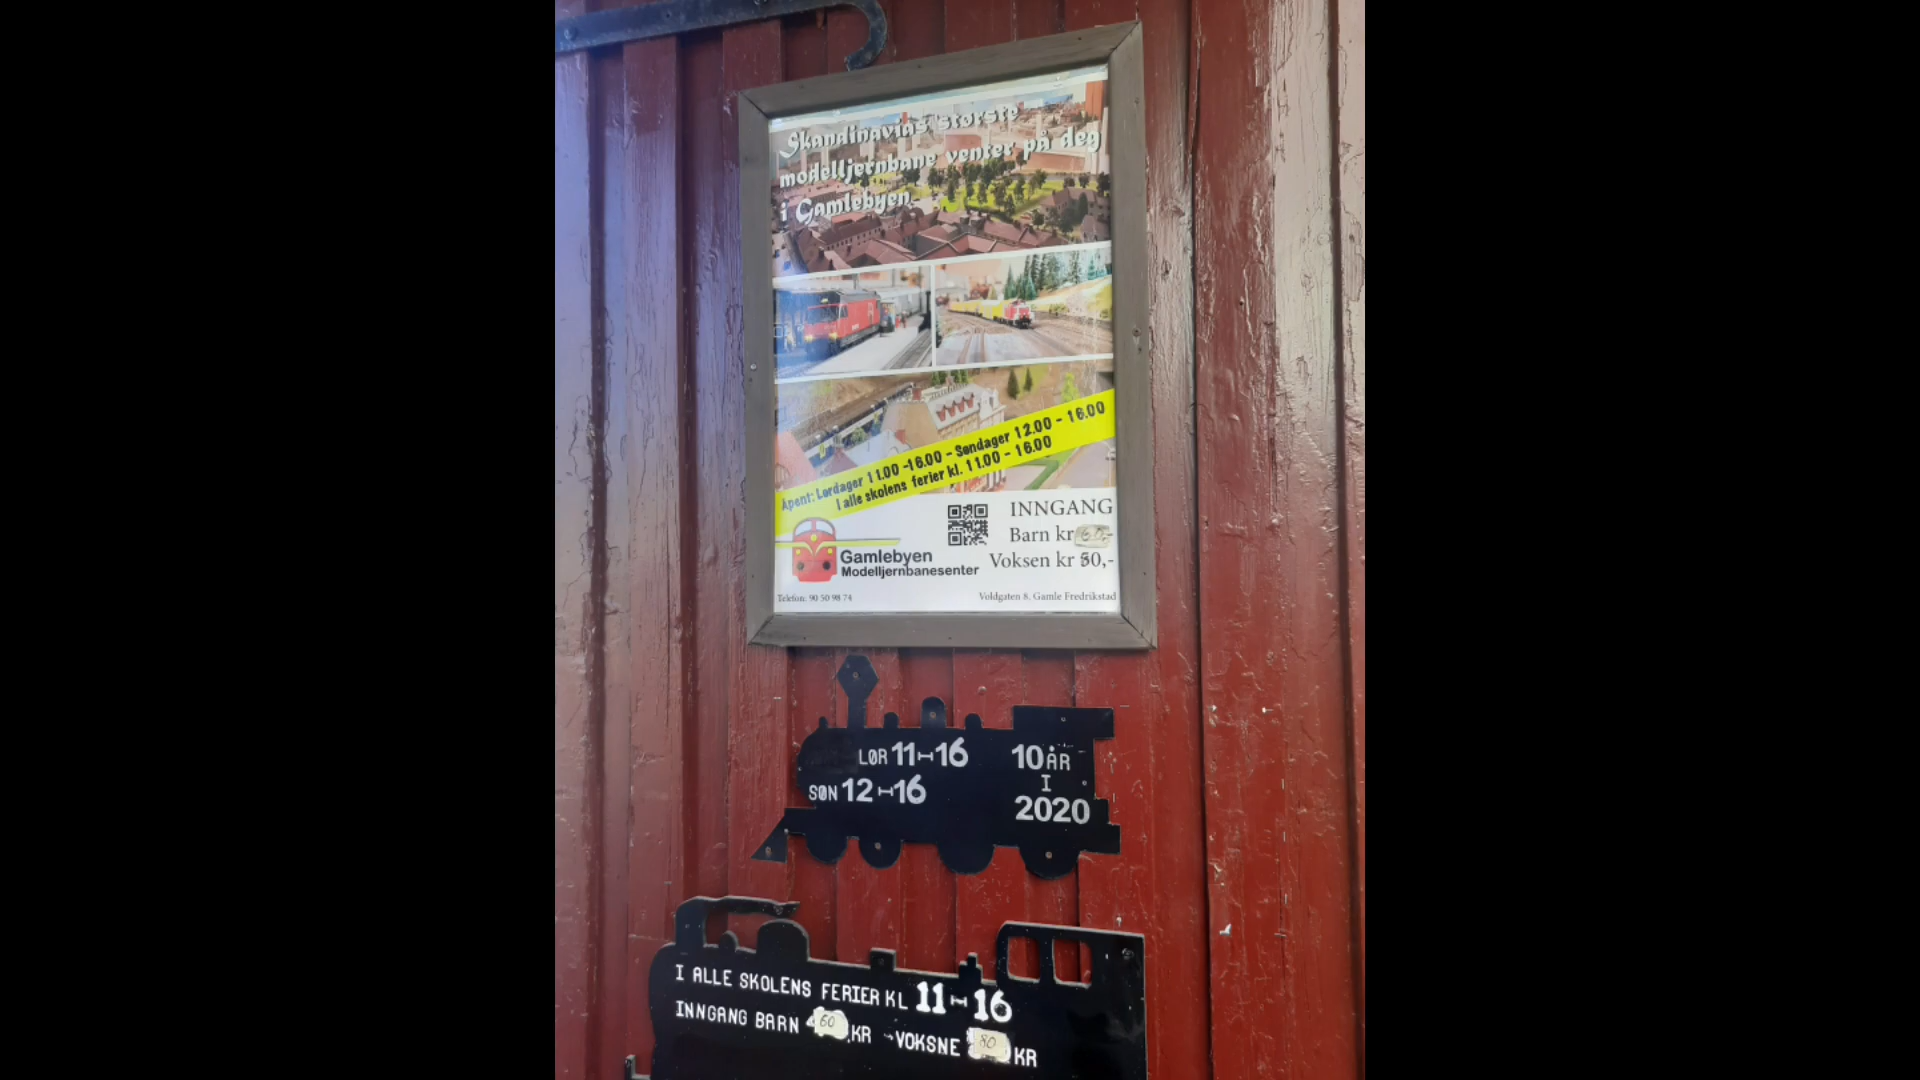 Skandinavias største
modelljernbane venter på deg
i Gamlebyen
Åpent: Lørdager 11.00 -16.00 - Søndager 12.00 - 16.00
I alle skolens ferier kl. 11.00 - 16.00
INNGANG
Barn kr 60,-
Voksen kr 80,-
Gamlebyen
Modelljernbanesenter
Telefon: 90 50 98 74
Voldgaten 8. Gamle Fredrikstad
LØR 11-16
SØN 12-16
10 ÅR
I
2020
I ALLE SKOLENS FERIER KL 11-16
INNGANG BARN 60 KR - VOKSNE 80 KR